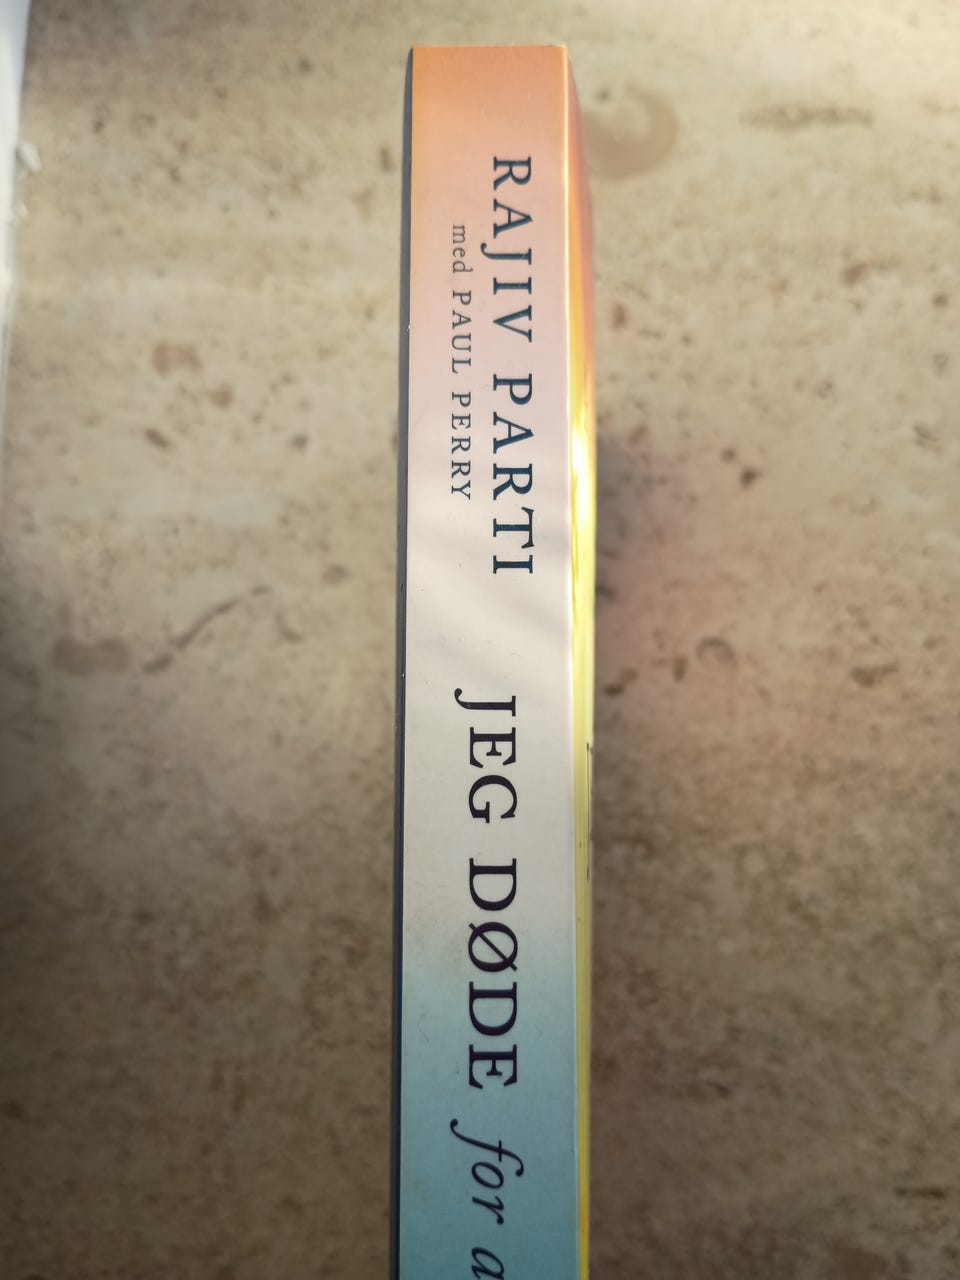 RAJIV PARTI
med PAUL PERRY
JEG DØDE for a